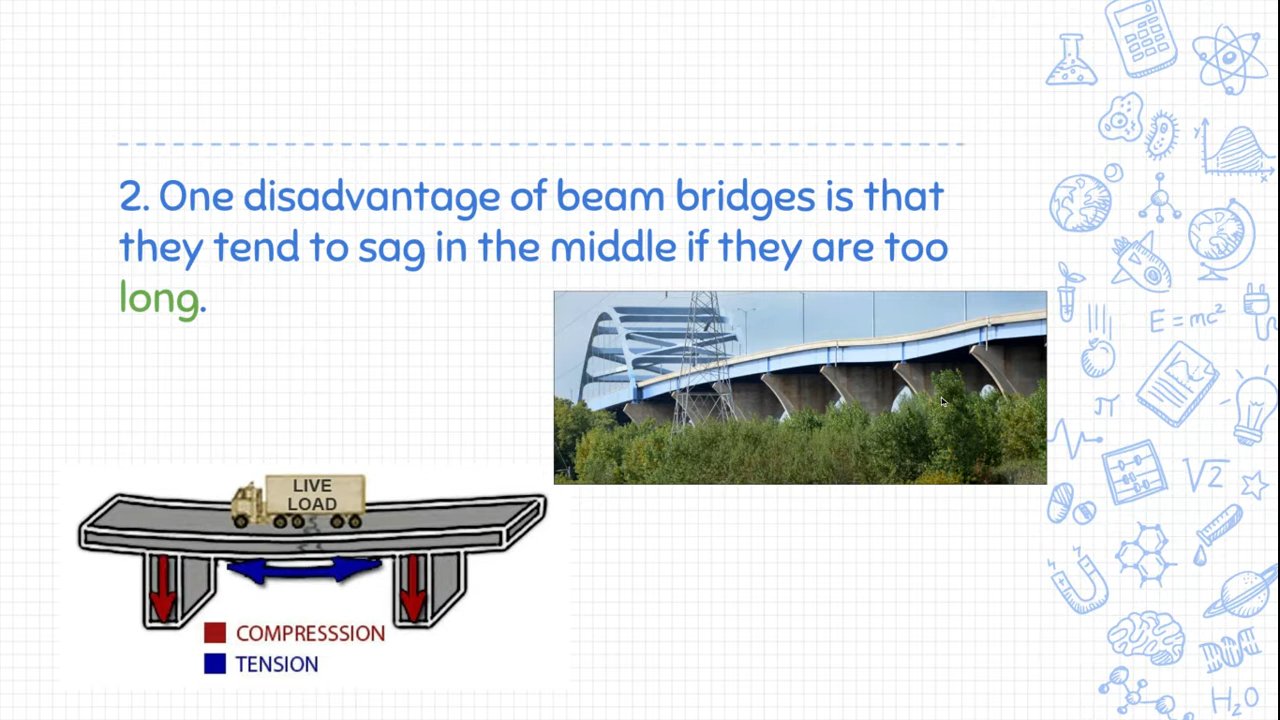 2. One disadvantage of beam bridges is that
they tend to sag in the middle if they are too
long.
LIVE
LOAD
COMPRESSSION
TENSION
y
x
E=mc²
π
√2
H₂O